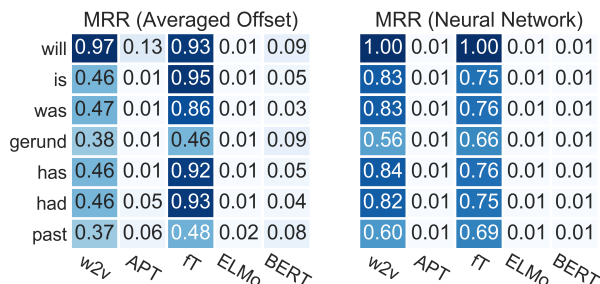 MRR (Averaged Offset) MRR (Neural Network)
will 0.97 0.13 0.93 0.01 0.09 1.00 0.01 1.00 0.01 0.01
is 0.46 0.01 0.95 0.01 0.05 0.83 0.01 0.75 0.01 0.01
was 0.47 0.01 0.86 0.01 0.03 0.83 0.01 0.76 0.01 0.01
gerund 0.38 0.01 0.46 0.01 0.09 0.56 0.01 0.66 0.01 0.01
has 0.46 0.01 0.92 0.01 0.05 0.84 0.01 0.76 0.01 0.01
had 0.46 0.05 0.93 0.01 0.04 0.82 0.01 0.75 0.01 0.01
past 0.37 0.06 0.48 0.02 0.08 0.60 0.01 0.69 0.01 0.01
w2v APT fT ELMo BERT w2v APT fT ELMo BERT